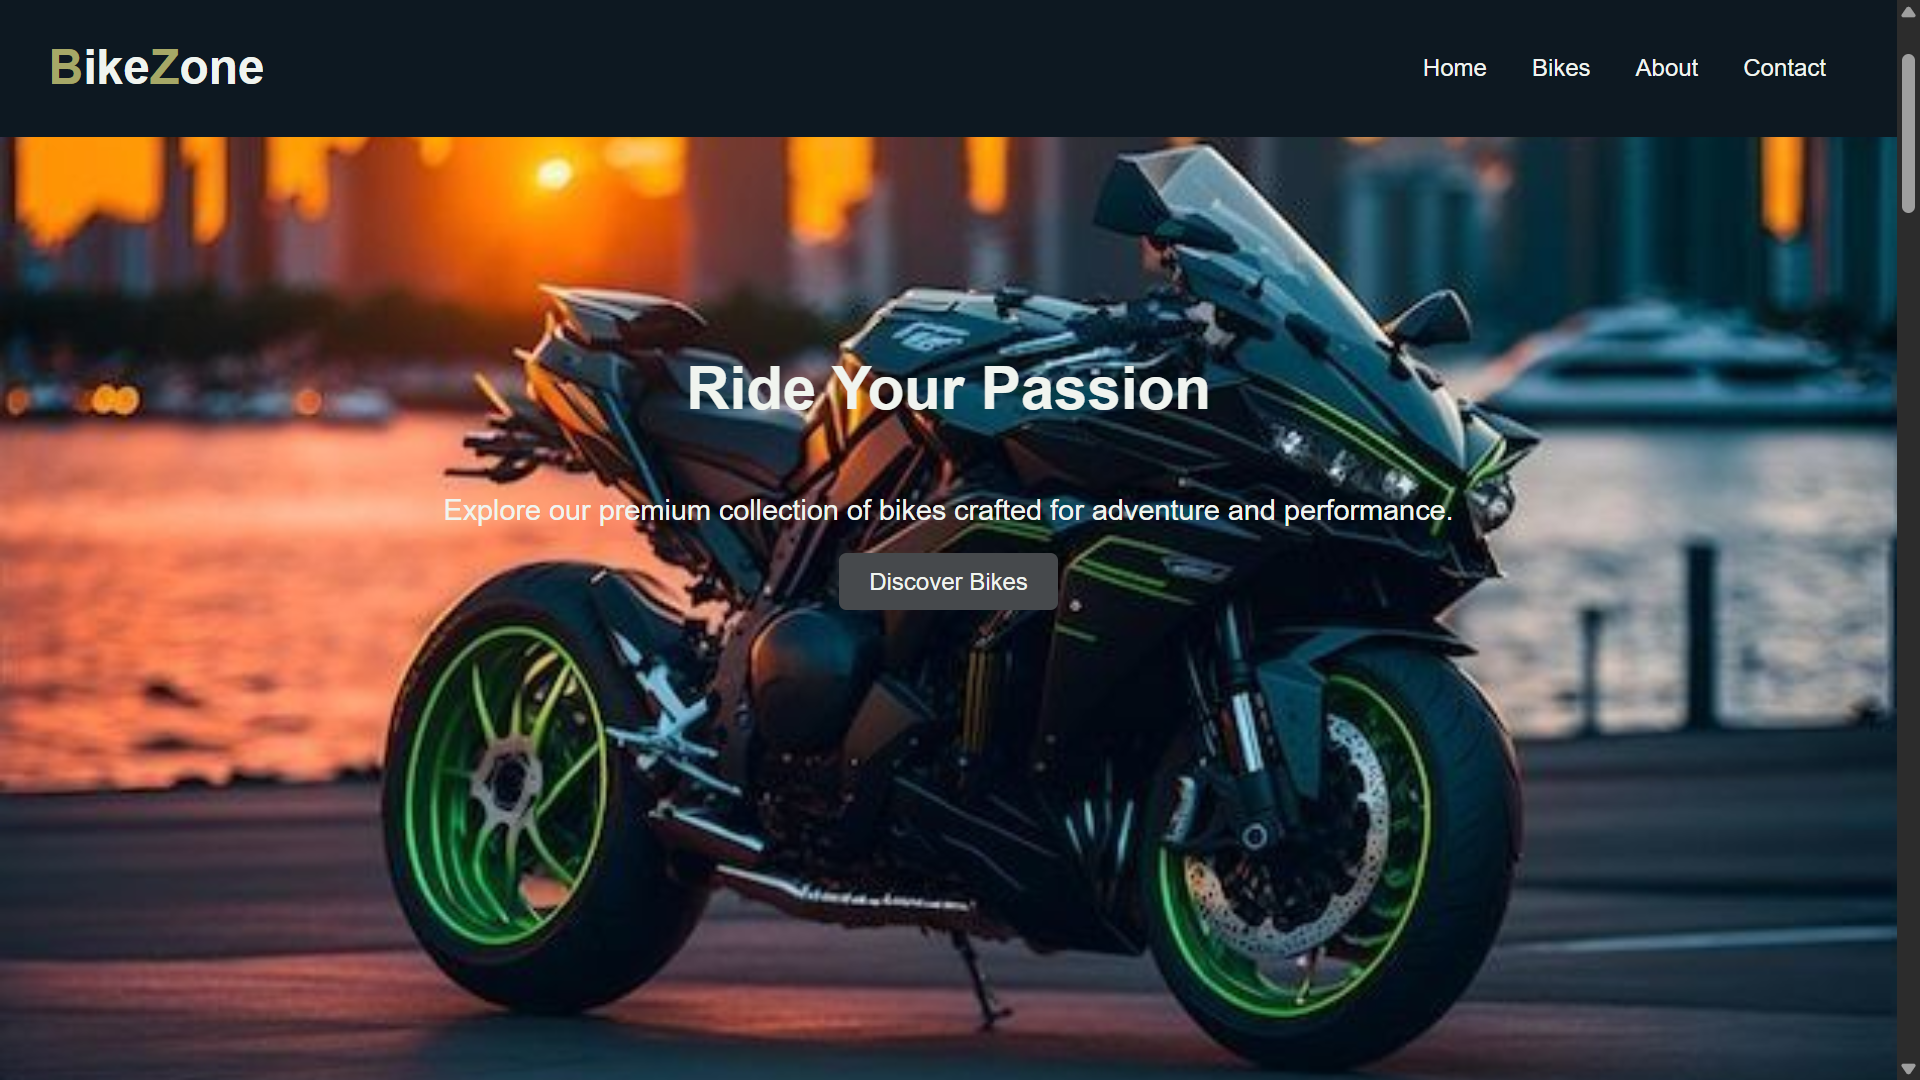 BikeZone
Home Bikes About Contact
Ride Your Passion
Explore our premium collection of bikes crafted for adventure and performance.
Discover Bikes